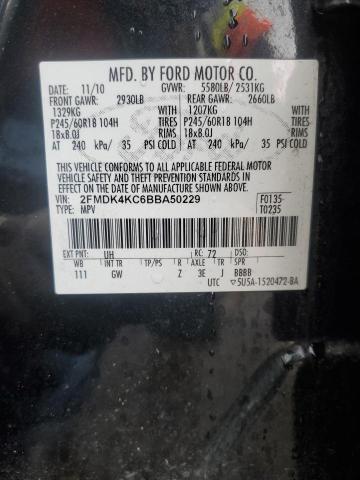 MFD. BY FORD MOTOR CO.
DATE: 11/10 GVWR: 5580LB/ 2531KG
FRONT GAWR: 2930LB REAR GAWR: 2660LB
1329KG WITH 1207KG WITH
P245/60R18 104H TIRES P245/60R18 104H TIRES
18x8.0J RIMS 18x8.0J RIMS
AT 240 kPa/ 35 PSI COLD AT 240 kPa/ 35 PSI COLD
THIS VEHICLE CONFORMS TO ALL APPLICABLE FEDERAL MOTOR
VEHICLE SAFETY AND THEFT PREVENTION STANDARDS IN EFFECT ON
THE DATE OF MANUFACTURE SHOWN ABOVE.
VIN: 2FMDK4KC6BBA50229 F0135
TYPE: MPV T0235
EXT PNT: UH RC: 72 DSO:
WB INT TR TP/PS R AXLE TR SPR
111 GW Z 3E J BBBB
UTC 5U5A-1520472-BA